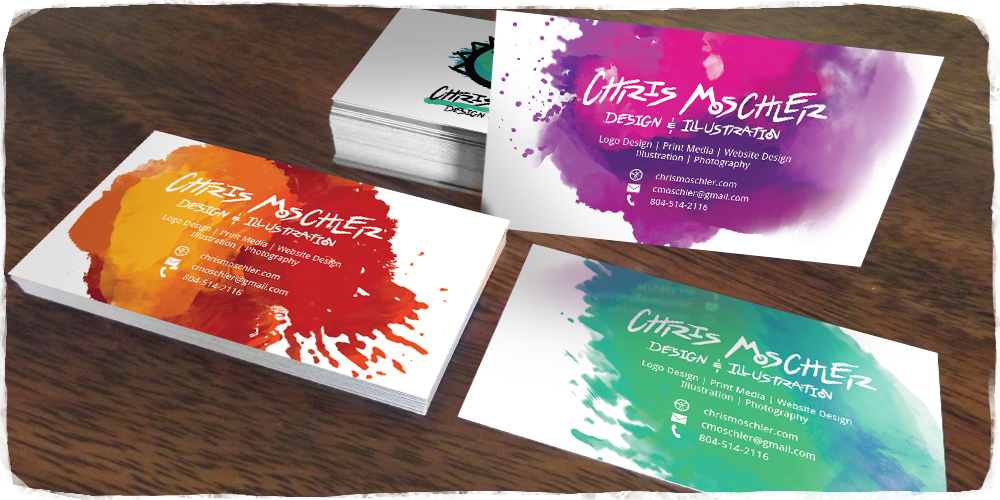 CHRIS
DESIGN
CHRIS MOSCHLER
DESIGN & ILLUSTRATION
Logo Design | Print Media | Website Design
Illustration | Photography
chrismoschler.com
cmoschler@gmail.com
804-514-2116
CHRIS MOSCHLER
DESIGN & ILLUSTRATION
Logo Design | Print Media | Website Design
Illustration | Photography
chrismoschler.com
cmoschler@gmail.com
804-514-2116
CHRIS MOSCHLER
DESIGN & ILLUSTRATION
Logo Design | Print Media | Website Design
Illustration | Photography
chrismoschler.com
cmoschler@gmail.com
804-514-2116